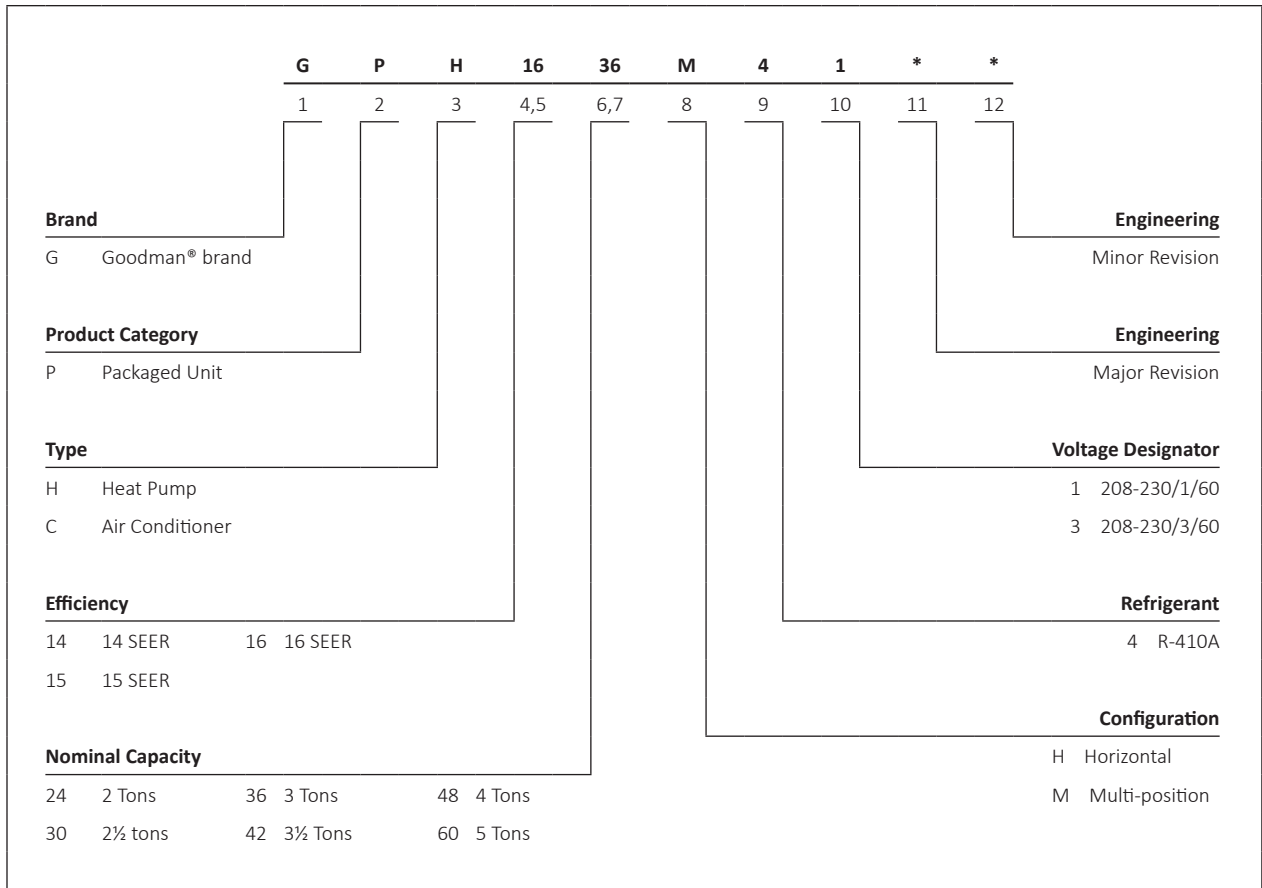 G P H 16 36 M 4 1 * *
1 2 3 4,5 6,7 8 9 10 11 12
Brand
G Goodman® brand
Product Category
P Packaged Unit
Type
H Heat Pump
C Air Conditioner
Efficiency
14 14 SEER 16 16 SEER
15 15 SEER
Nominal Capacity
24 2 Tons 36 3 Tons 48 4 Tons
30 2½ tons 42 3½ Tons 60 5 Tons
Engineering
Minor Revision
Engineering
Major Revision
Voltage Designator
1 208-230/1/60
3 208-230/3/60
Refrigerant
4 R-410A
Configuration
H Horizontal
M Multi-position